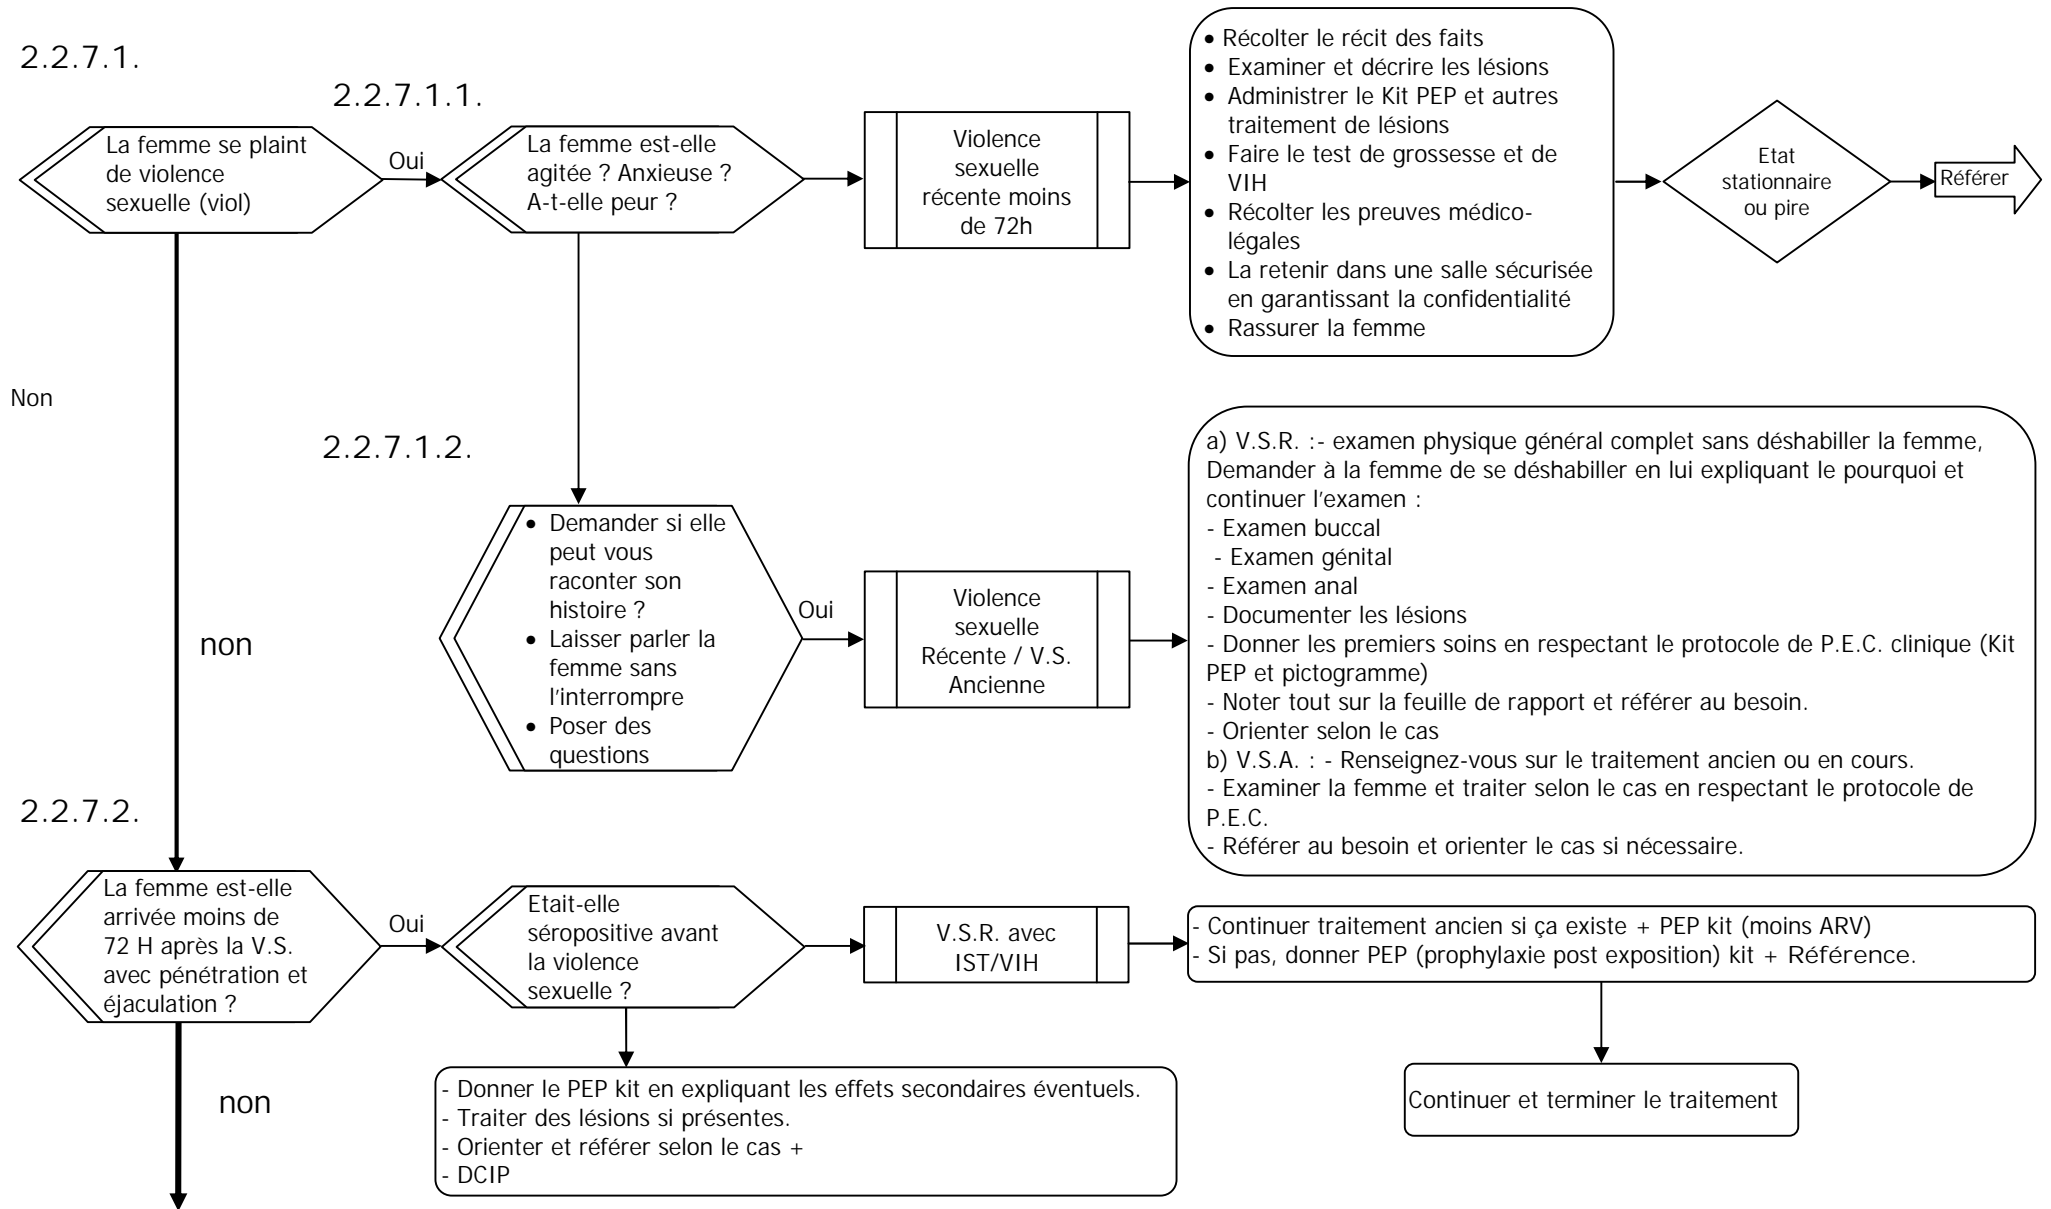 2.2.7.1.
2.2.7.1.1.
La femme se plaint
de violence
sexuelle (viol)
Oui
La femme est-elle
agitée ? Anxieuse ?
A-t-elle peur ?
Violence
sexuelle
récente moins
de 72h
• Récolter le récit des faits
• Examiner et décrire les lésions
• Administrer le Kit PEP et autres
traitement de lésions
• Faire le test de grossesse et de
VIH
• Récolter les preuves médico-
légales
• La retenir dans une salle sécurisée
en garantissant la confidentialité
• Rassurer la femme
Etat
stationnaire
ou pire
Référer
Non
2.2.7.1.2.
• Demander si elle
peut vous
raconter son
histoire ?
• Laisser parler la
femme sans
l'interrompre
• Poser des
questions
Oui
Violence
sexuelle
Récente / V.S.
Ancienne
a) V.S.R. :- examen physique général complet sans déshabiller la femme,
Demander à la femme de se déshabiller en lui expliquant le pourquoi et
continuer l'examen :
- Examen buccal
- Examen génital
- Examen anal
- Documenter les lésions
- Donner les premiers soins en respectant le protocole de P.E.C. clinique (Kit
PEP et pictogramme)
- Noter tout sur la feuille de rapport et référer au besoin.
- Orienter selon le cas
b) V.S.A. : - Renseignez-vous sur le traitement ancien ou en cours.
- Examiner la femme et traiter selon le cas en respectant le protocole de
P.E.C.
- Référer au besoin et orienter le cas si nécessaire.
non
2.2.7.2.
La femme est-elle
arrivée moins de
72 H après la V.S.
avec pénétration et
éjaculation ?
Oui
Etait-elle
séropositive avant
la violence
sexuelle ?
V.S.R. avec
IST/VIH
- Continuer traitement ancien si ça existe + PEP kit (moins ARV)
- Si pas, donner PEP (prophylaxie post exposition) kit + Référence.
non
- Donner le PEP kit en expliquant les effets secondaires éventuels.
- Traiter des lésions si présentes.
- Orienter et référer selon le cas +
- DCIP
Continuer et terminer le traitement